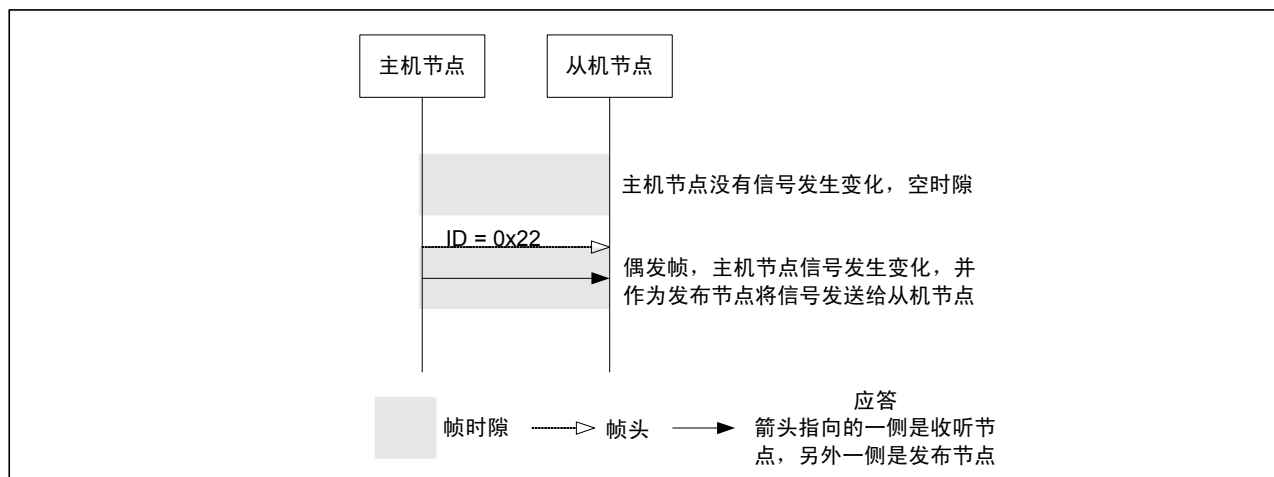 主机节点
从机节点
主机节点没有信号发生变化，空时隙
ID = 0x22
偶发帧，主机节点信号发生变化，并
作为发布节点将信号发送给从机节点
帧时隙
帧头
应答
箭头指向的一侧是收听节
点，另外一侧是发布节点